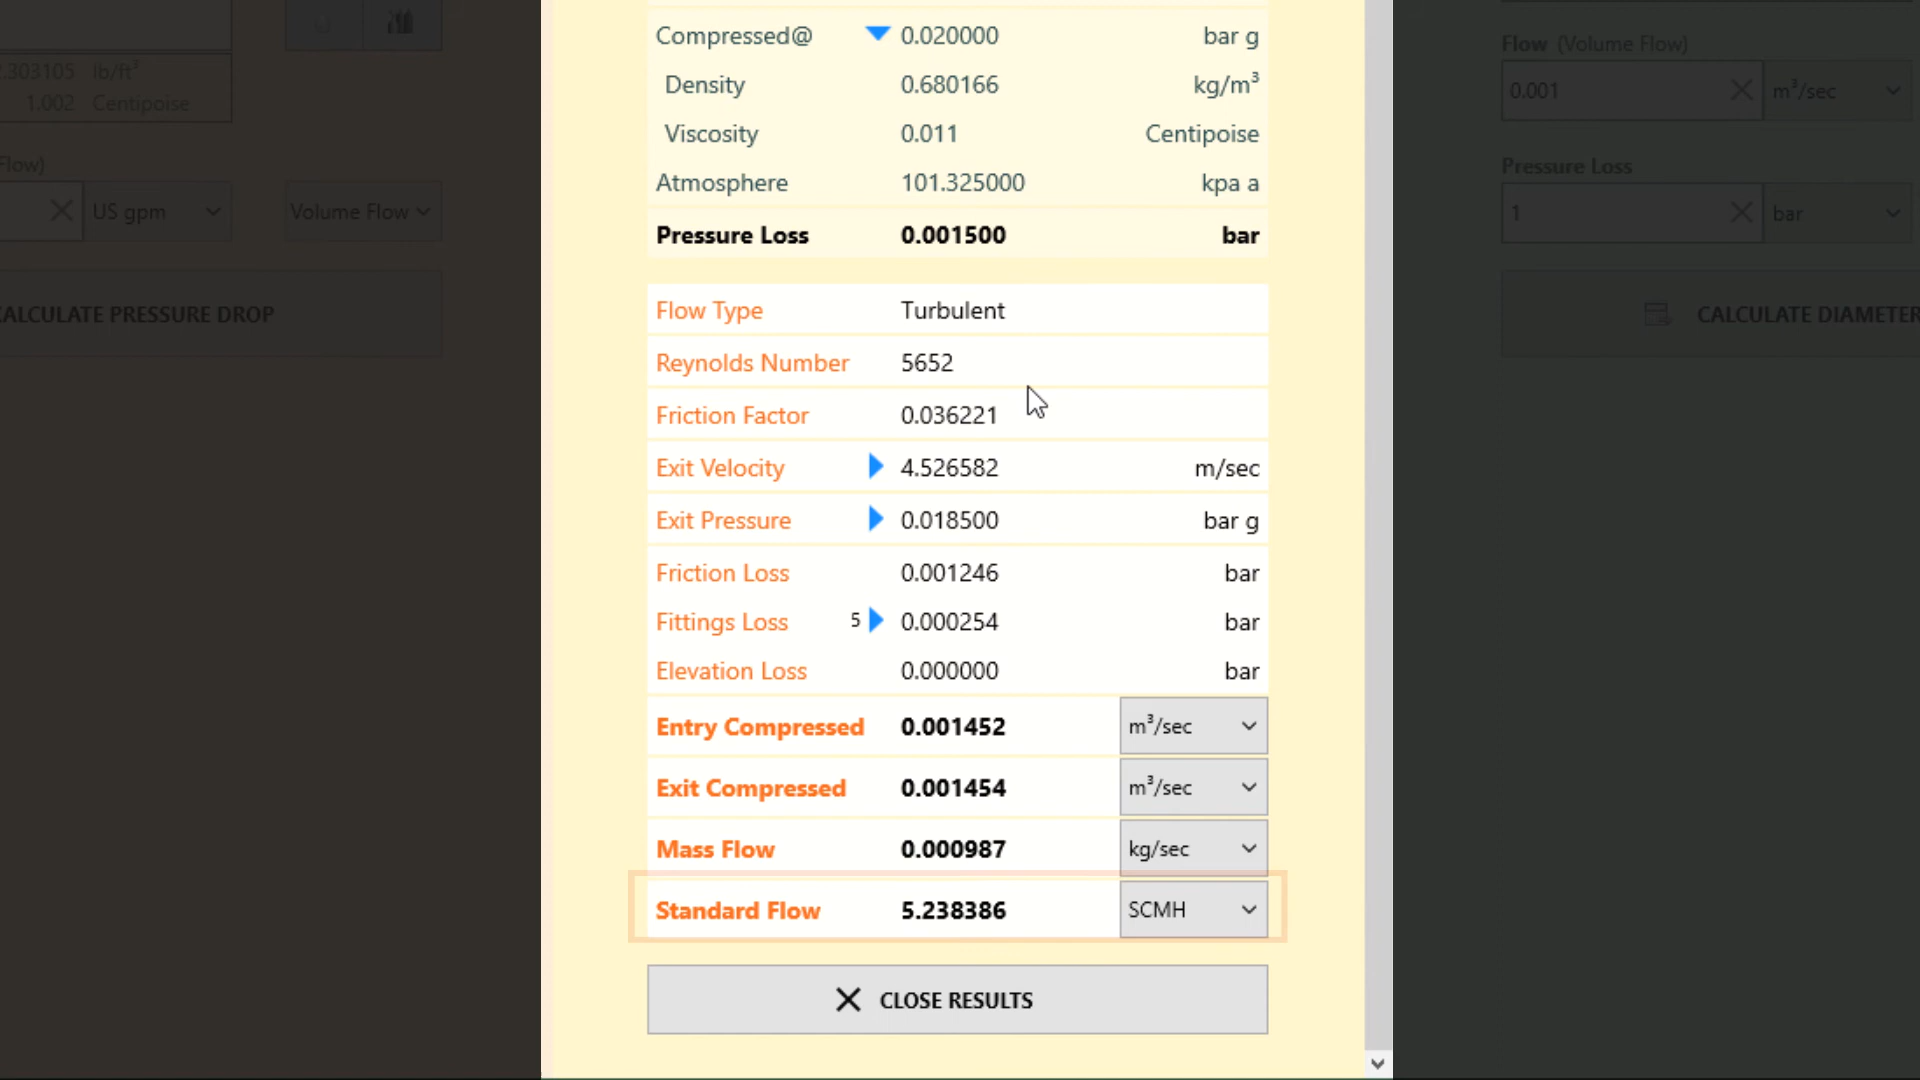 Compressed@ 0.020000 bar g
Density 0.680166 kg/m³
Viscosity 0.011 Centipoise
Atmosphere 101.325000 kpa a
Pressure Loss 0.001500 bar
Flow Type Turbulent
Reynolds Number 5652
Friction Factor 0.036221
Exit Velocity 4.526582 m/sec
Exit Pressure 0.018500 bar g
Friction Loss 0.001246 bar
Fittings Loss 5 0.000254 bar
Elevation Loss 0.000000 bar
Entry Compressed 0.001452 m³/sec
Exit Compressed 0.001454 m³/sec
Mass Flow 0.000987 kg/sec
Standard Flow 5.238386 SCMH
CLOSE RESULTS
.303105 lb/ft³
1.002 Centipoise
Flow)
US gpm
Volume Flow
ALCULATE PRESSURE DROP
Flow (Volume Flow)
0.001 m³/sec
Pressure Loss
1 bar
CALCULATE DIAMETER